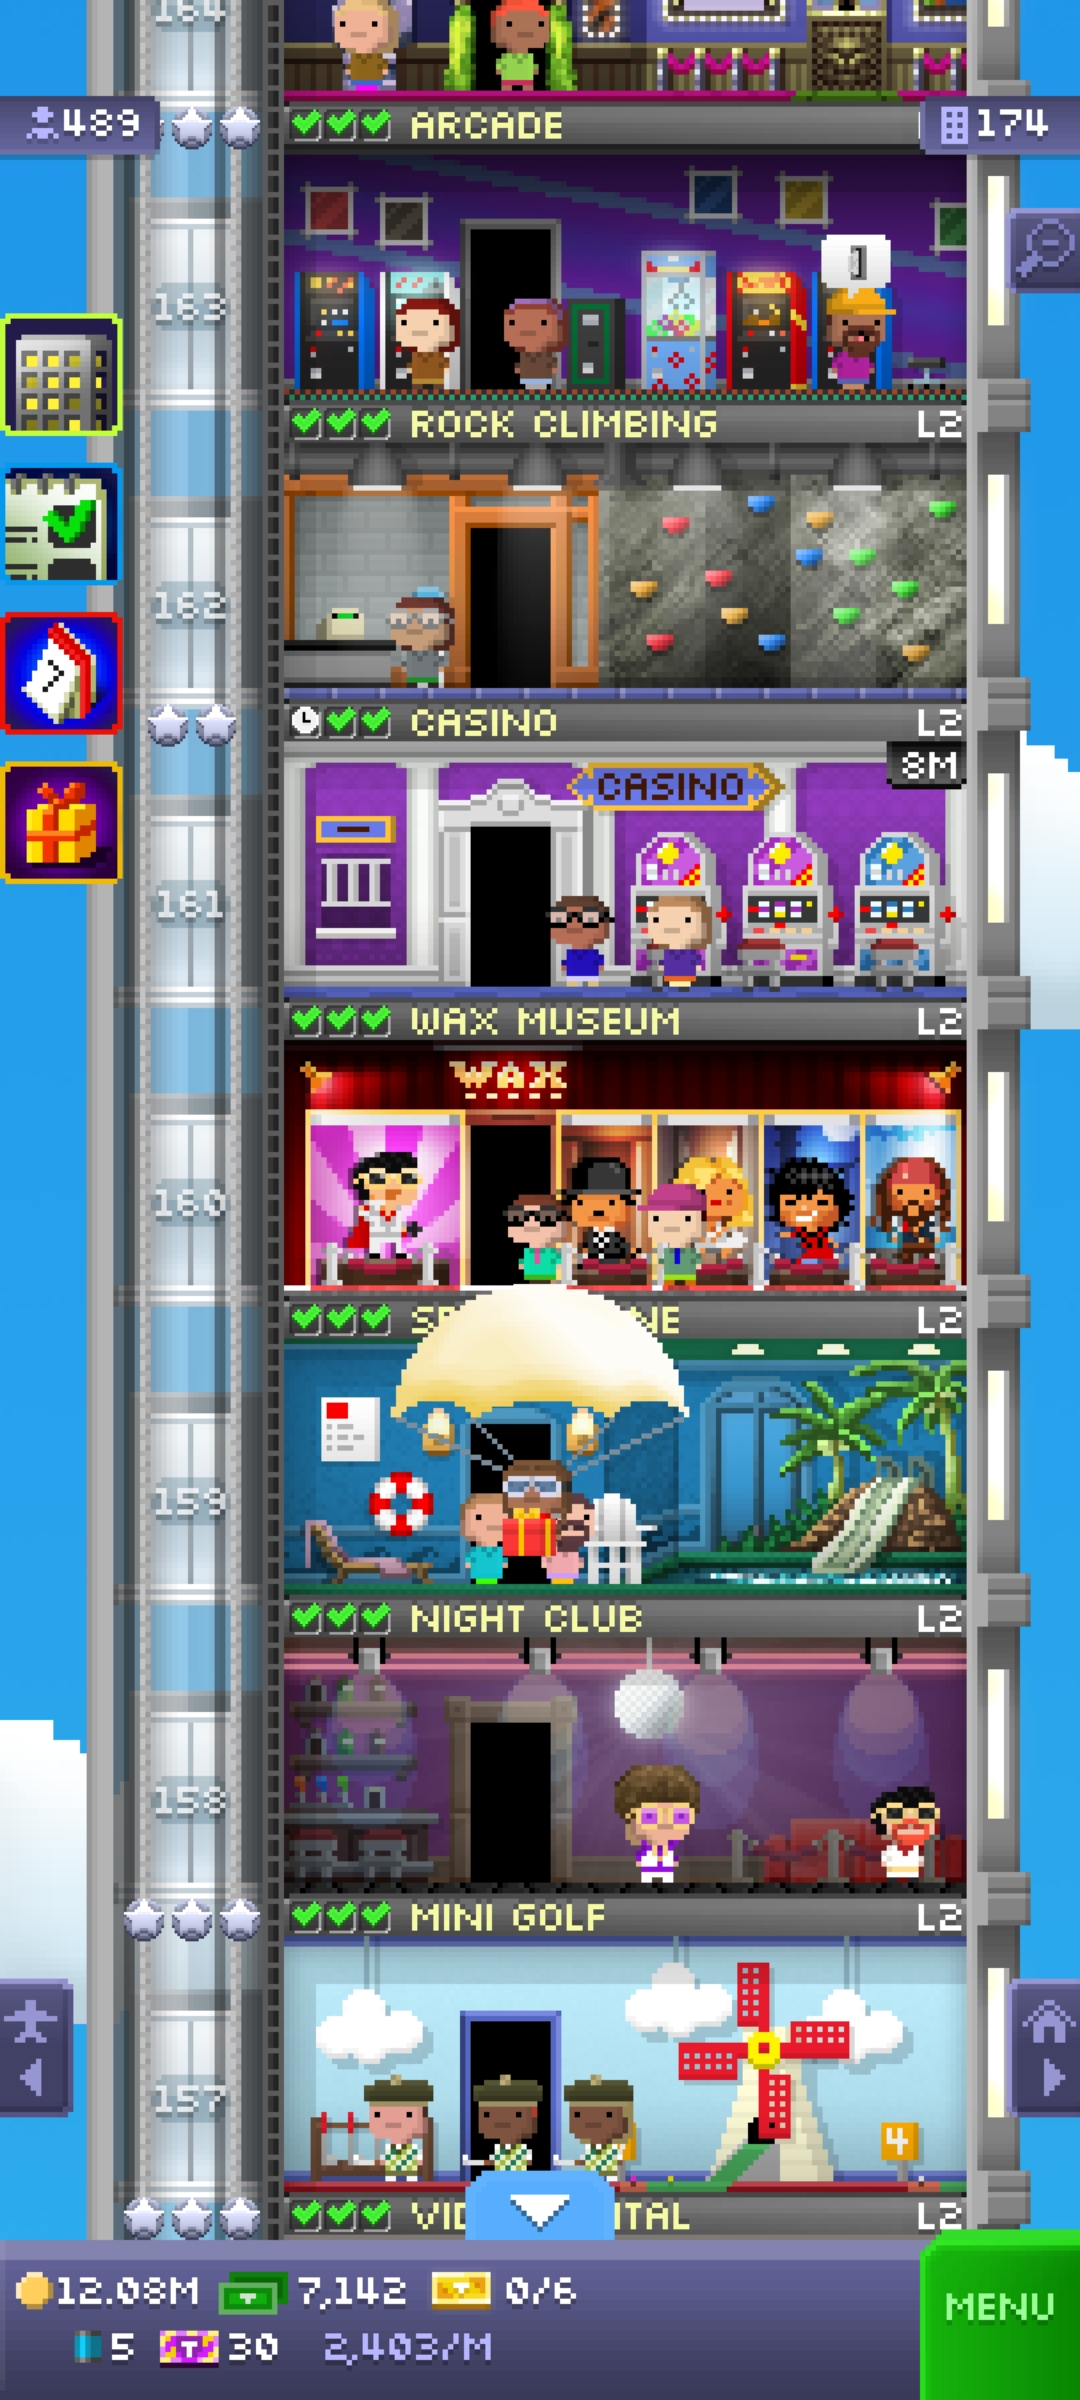 164
489
ARCADE
174
163
ROCK CLIMBING L2
162
CASINO L2
8M
CASINO
161
WAX MUSEUM L2
WAX
160
L2
159
NIGHT CLUB L2
158
MINI GOLF L2
157
4
L2
12.08M 7,142 0/6
MENU
5 T 30 2,403/M